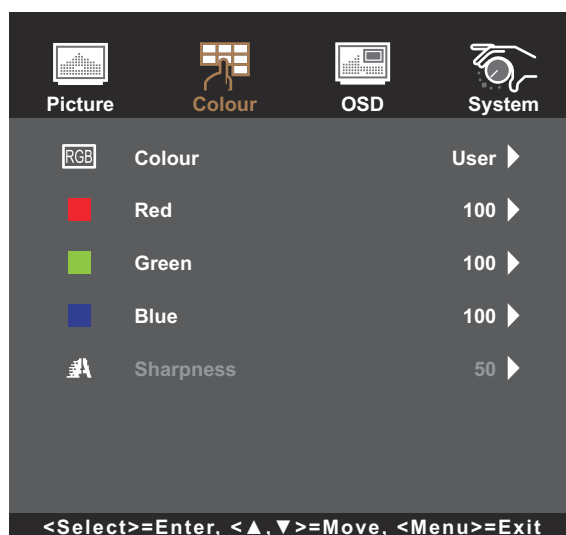 Picture Colour OSD System
RGB Colour User
Red 100
Green 100
Blue 100
A Sharpness 50
<Select>=Enter, <▲,▼>=Move, <Menu>=Exit